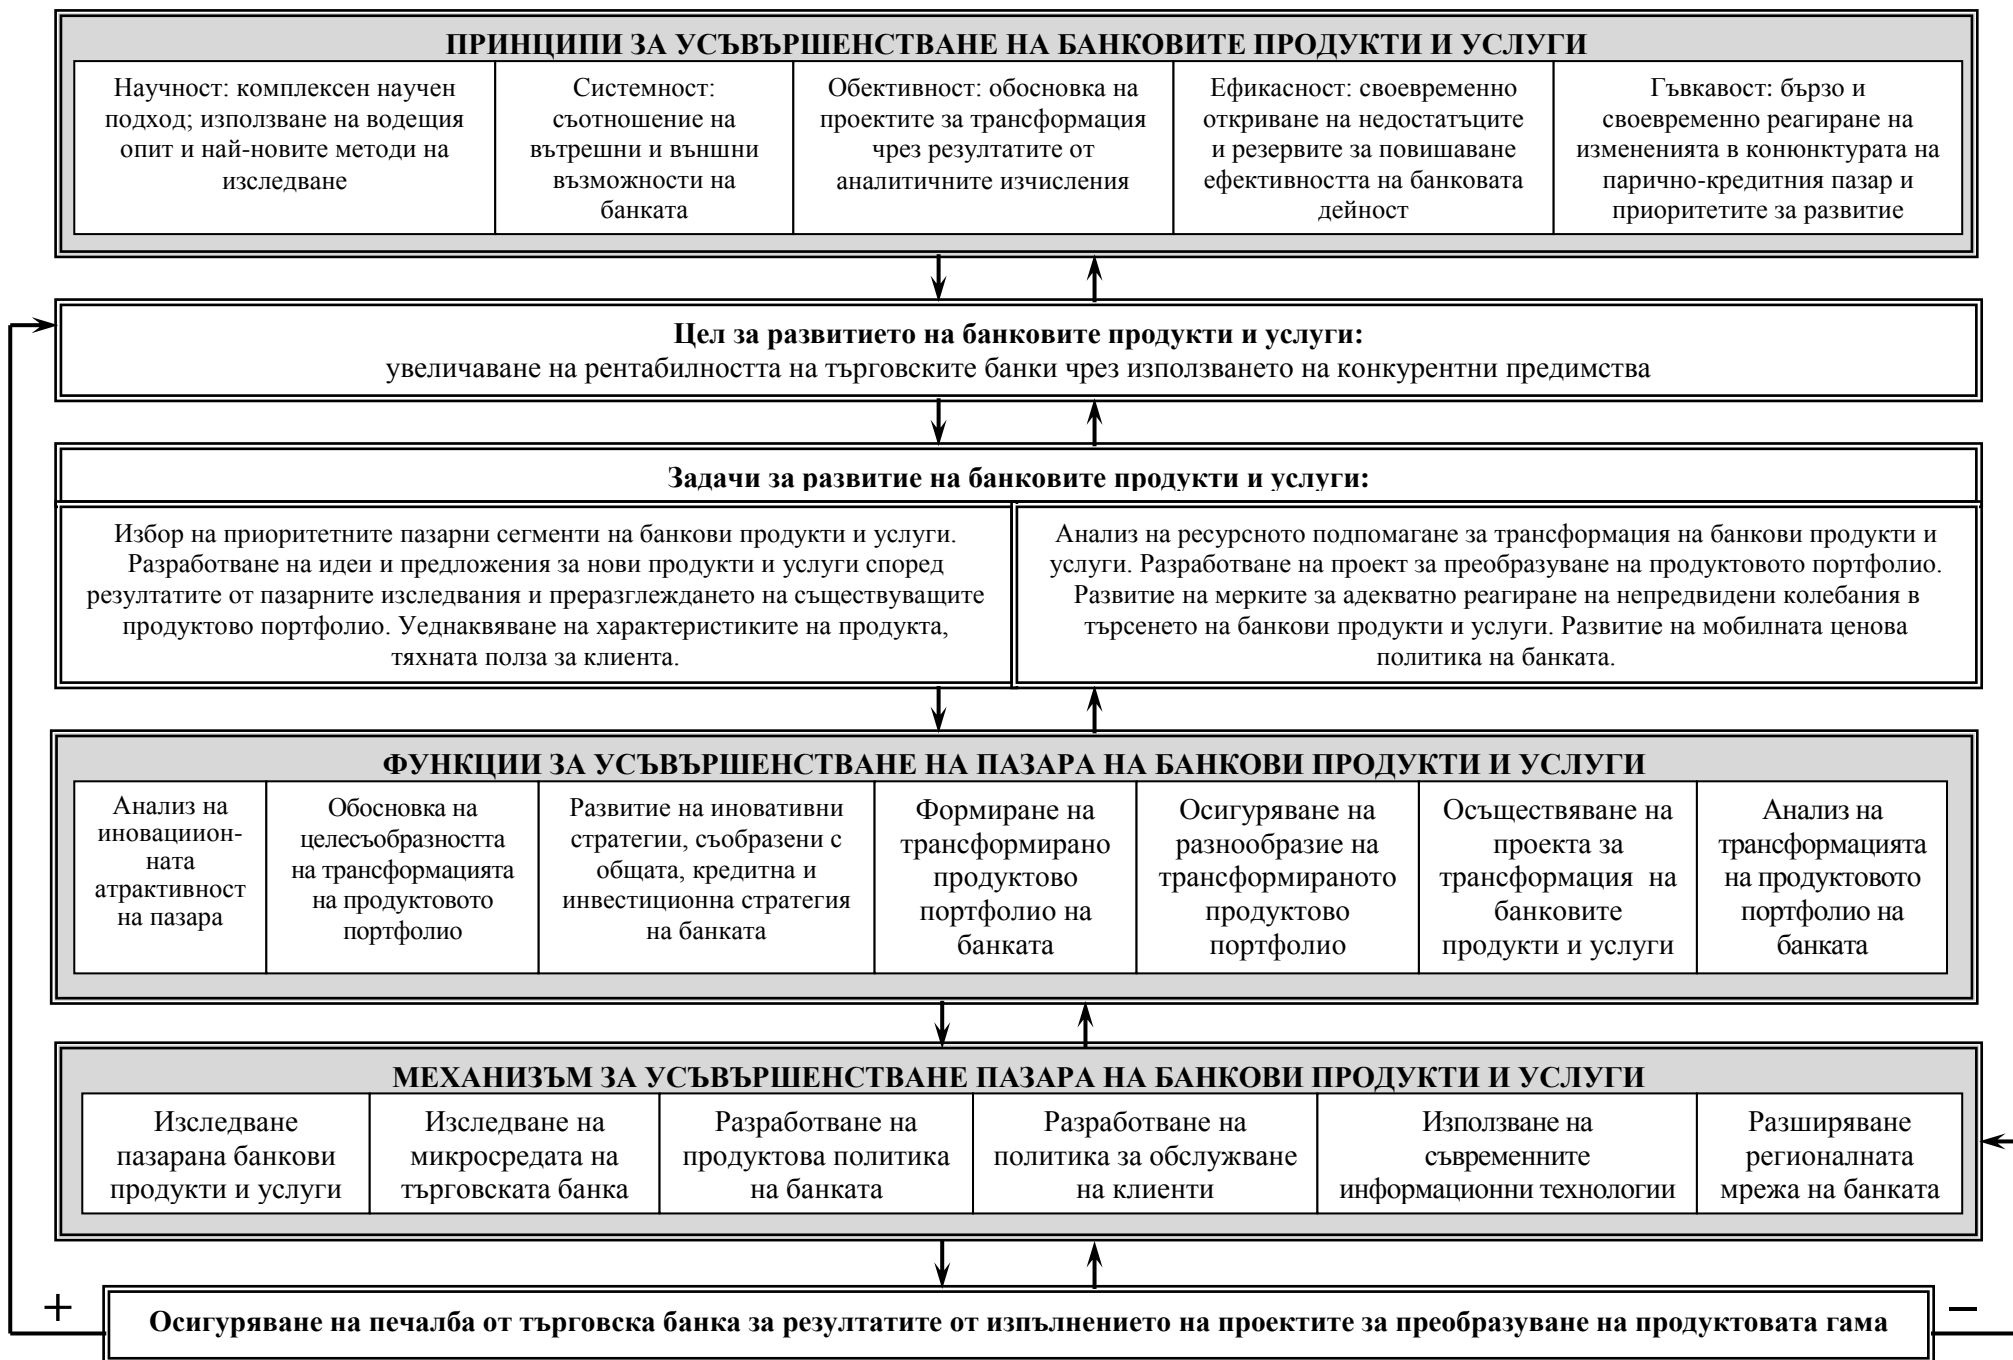 ПРИНЦИПИ ЗА УСЪВЪРШЕНСТВАНЕ НА БАНКОВИТЕ ПРОДУКТИ И УСЛУГИ
Научност: комплексен научен
подход; използване на водещия
опит и най-новите методи на
изследване
Системност:
съотношение на
вътрешни и външни
възможности на
банката
Обективност: обосновка на
проектите за трансформация
чрез резултатите от
аналитичните изчисления
Ефикасност: своевременно
откриване на недостатъците
и резервите за повишаване
ефективността на банковата
дейност
Гъвкавост: бързо и
своевременно реагиране на
измененията в конюнктурата на
парично-кредитния пазар и
приоритетите за развитие
Цел за развитието на банковите продукти и услуги:
увеличаване на рентабилността на търговските банки чрез използването на конкурентни предимства
Задачи за развитие на банковите продукти и услуги:
Избор на приоритетните пазарни сегменти на банкови продукти и услуги.
Разработване на идеи и предложения за нови продукти и услуги според
резултатите от пазарните изследвания и преразглеждането на съществуващите
продуктово портфолио. Уеднаквяване на характеристиките на продукта,
тяхната полза за клиента.
Анализ на ресурсното подпомагане за трансформация на банкови продукти и
услуги. Разработване на проект за преобразуване на продуктовото портфолио.
Развитие на мерките за адекватно реагиране на непредвидени колебания в
търсенето на банкови продукти и услуги. Развитие на мобилната ценова
политика на банката.
ФУНКЦИИ ЗА УСЪВЪРШЕНСТВАНЕ НА ПАЗАРА НА БАНКОВИ ПРОДУКТИ И УСЛУГИ
Анализ на
иновациион-
ната
атрактивност
на пазара
Обосновка на
целесъобразността
на трансформацията
на продуктовото
портфолио
Развитие на иновативни
стратегии, съобразени с
общата, кредитна и
инвестиционна стратегия
на банката
Формиране на
трансформирано
продуктово
портфолио на
банката
Осигуряване на
разнообразие на
трансформираното
продуктово
портфолио
Осъществяване на
проекта за
трансформация на
банковите
продукти и услуги
Анализ на
трансформацията
на продуктовото
портфолио на
банката
МЕХАНИЗЪМ ЗА УСЪВЪРШЕНСТВАНЕ ПАЗАРА НА БАНКОВИ ПРОДУКТИ И УСЛУГИ
Изследване
пазарана банкови
продукти и услуги
Изследване на
микросредата на
търговската банка
Разработване на
продуктова политика
на банката
Разработване на
политика за обслужване
на клиенти
Използване на
съвременните
информационни технологии
Разширяване
регионалната
мрежа на банката
+
–
Осигуряване на печалба от търговска банка за резултатите от изпълнението на проектите за преобразуване на продуктовата гама